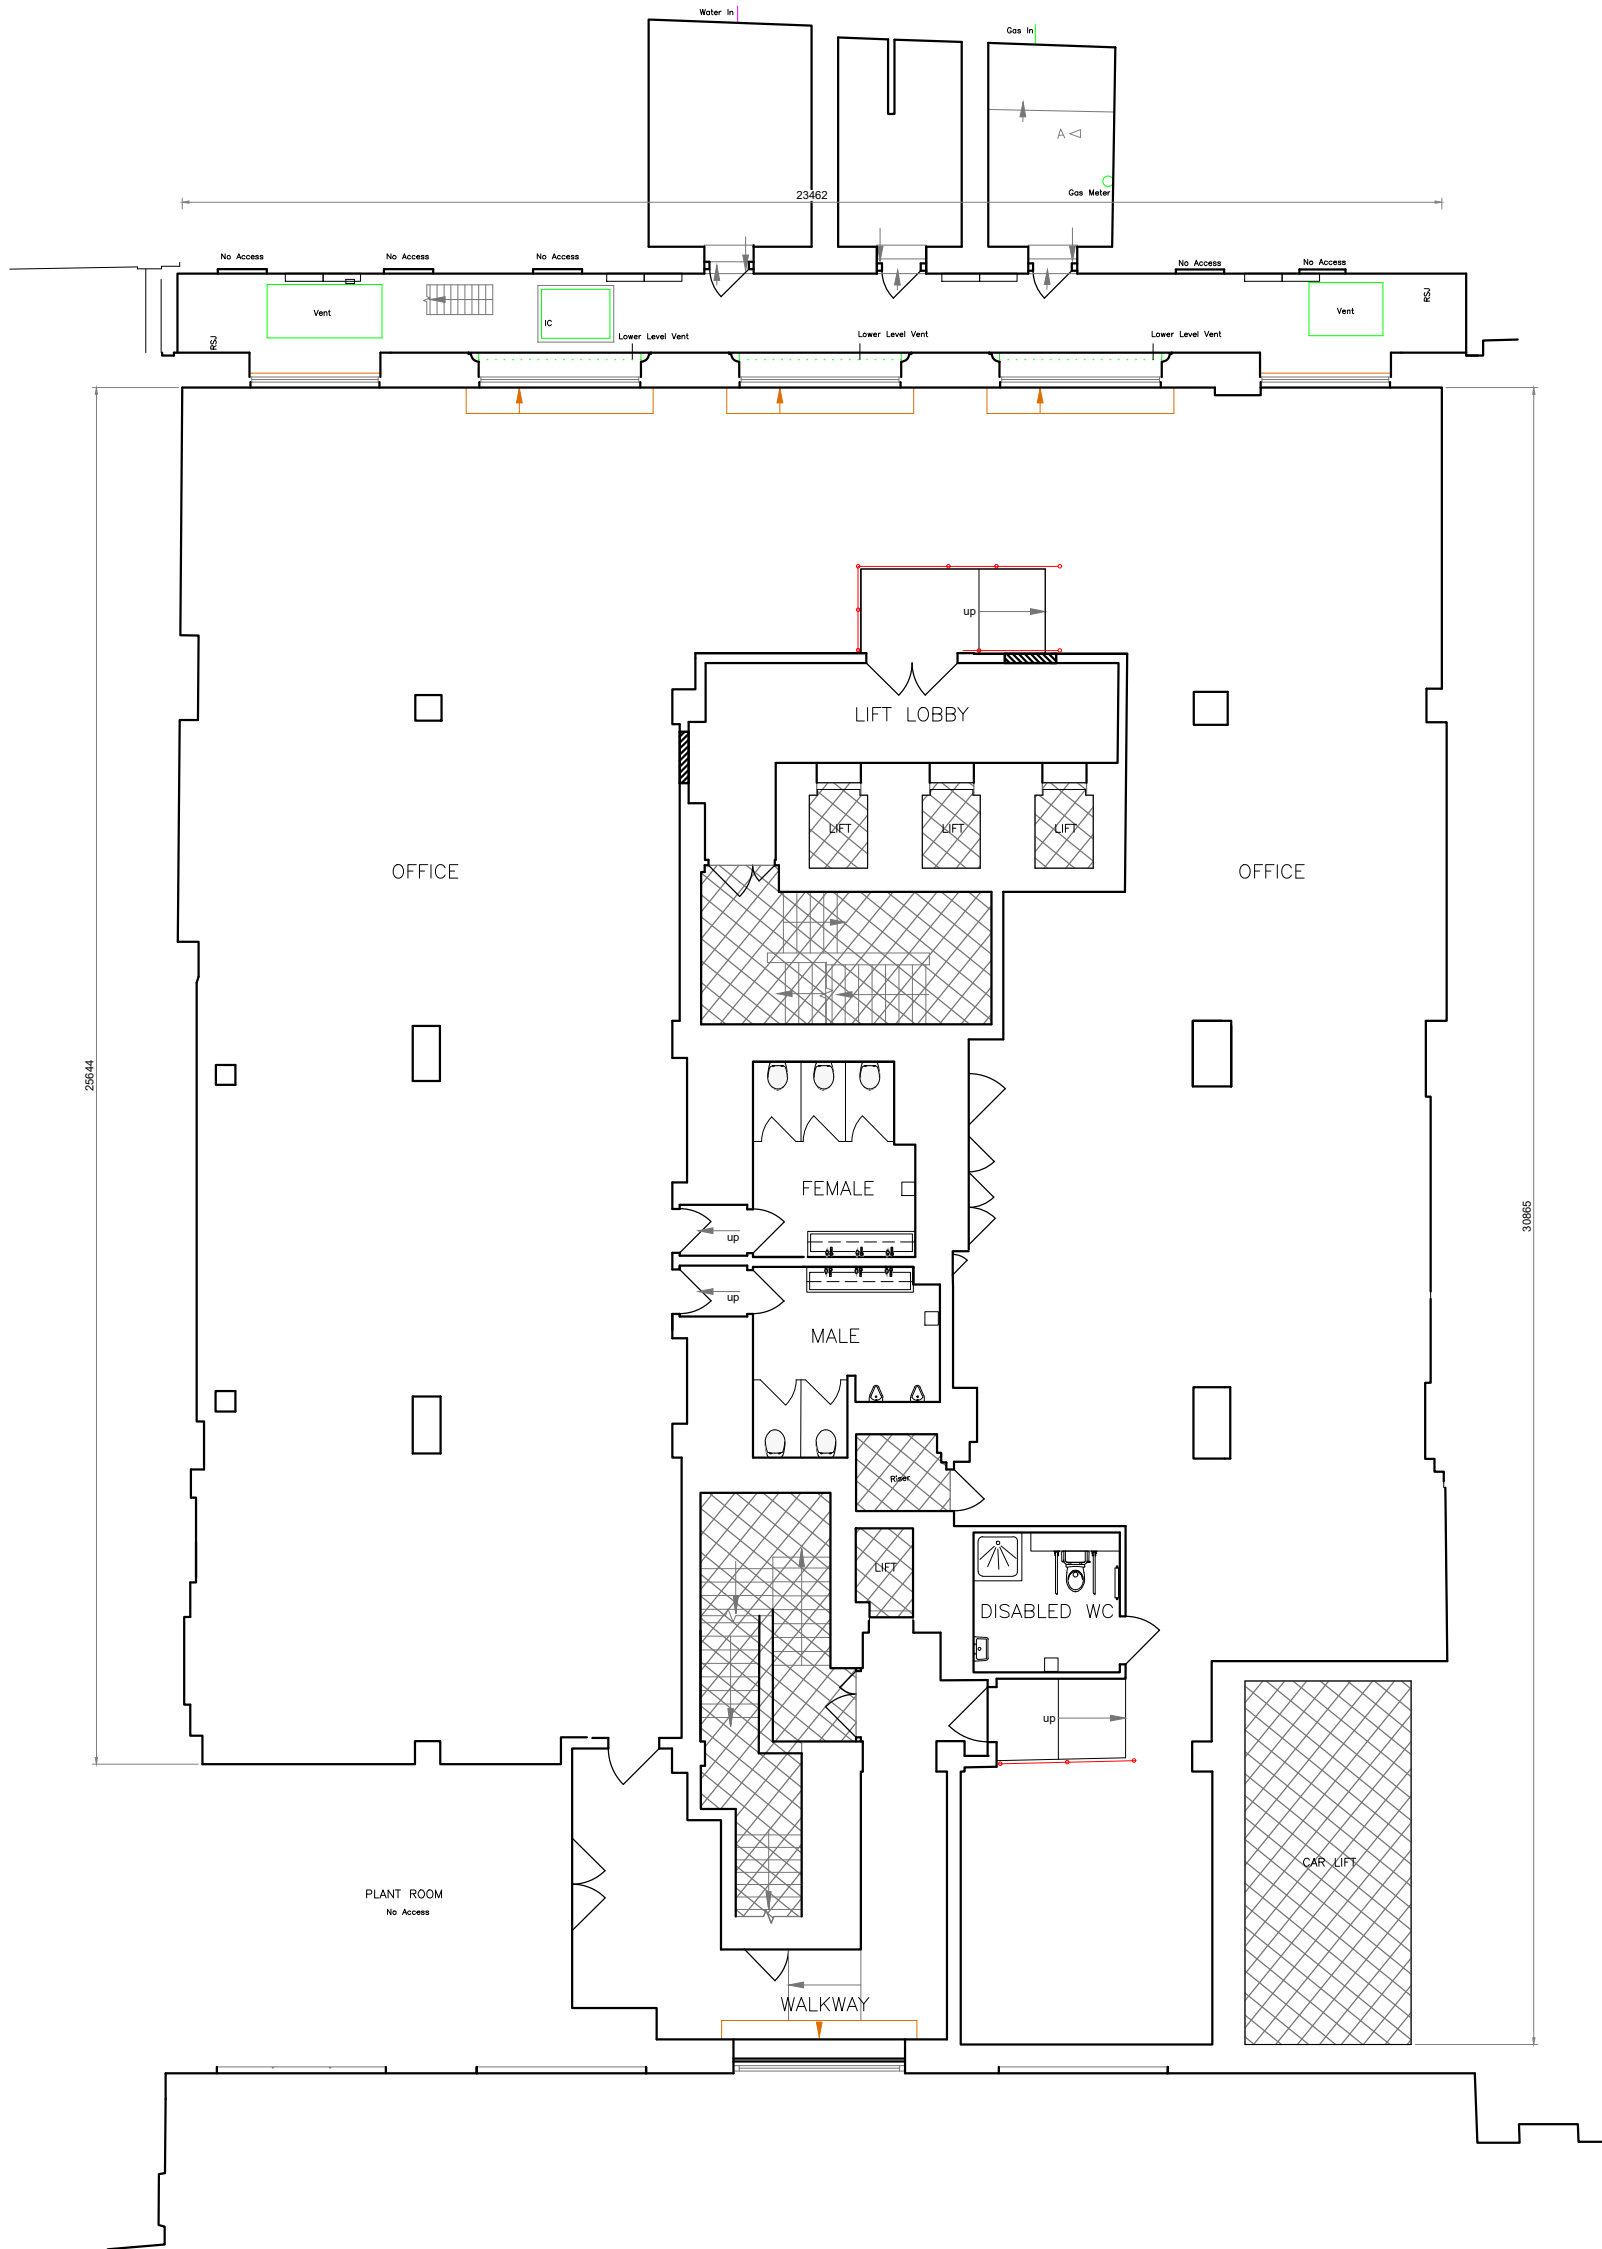 Water In
Gas In
A
Gas Meter
23462
No Access
No Access
No Access
No Access
No Access
Vent
IC
Vent
RSJ
RSJ
Lower Level Vent
Lower Level Vent
Lower Level Vent
up
LIFT LOBBY
LIFT
LIFT
LIFT
OFFICE
OFFICE
25644
FEMALE
up
30865
up
MALE
Riser
LIFT
DISABLED WC
up
CAR LIFT
PLANT ROOM
No Access
WALKWAY